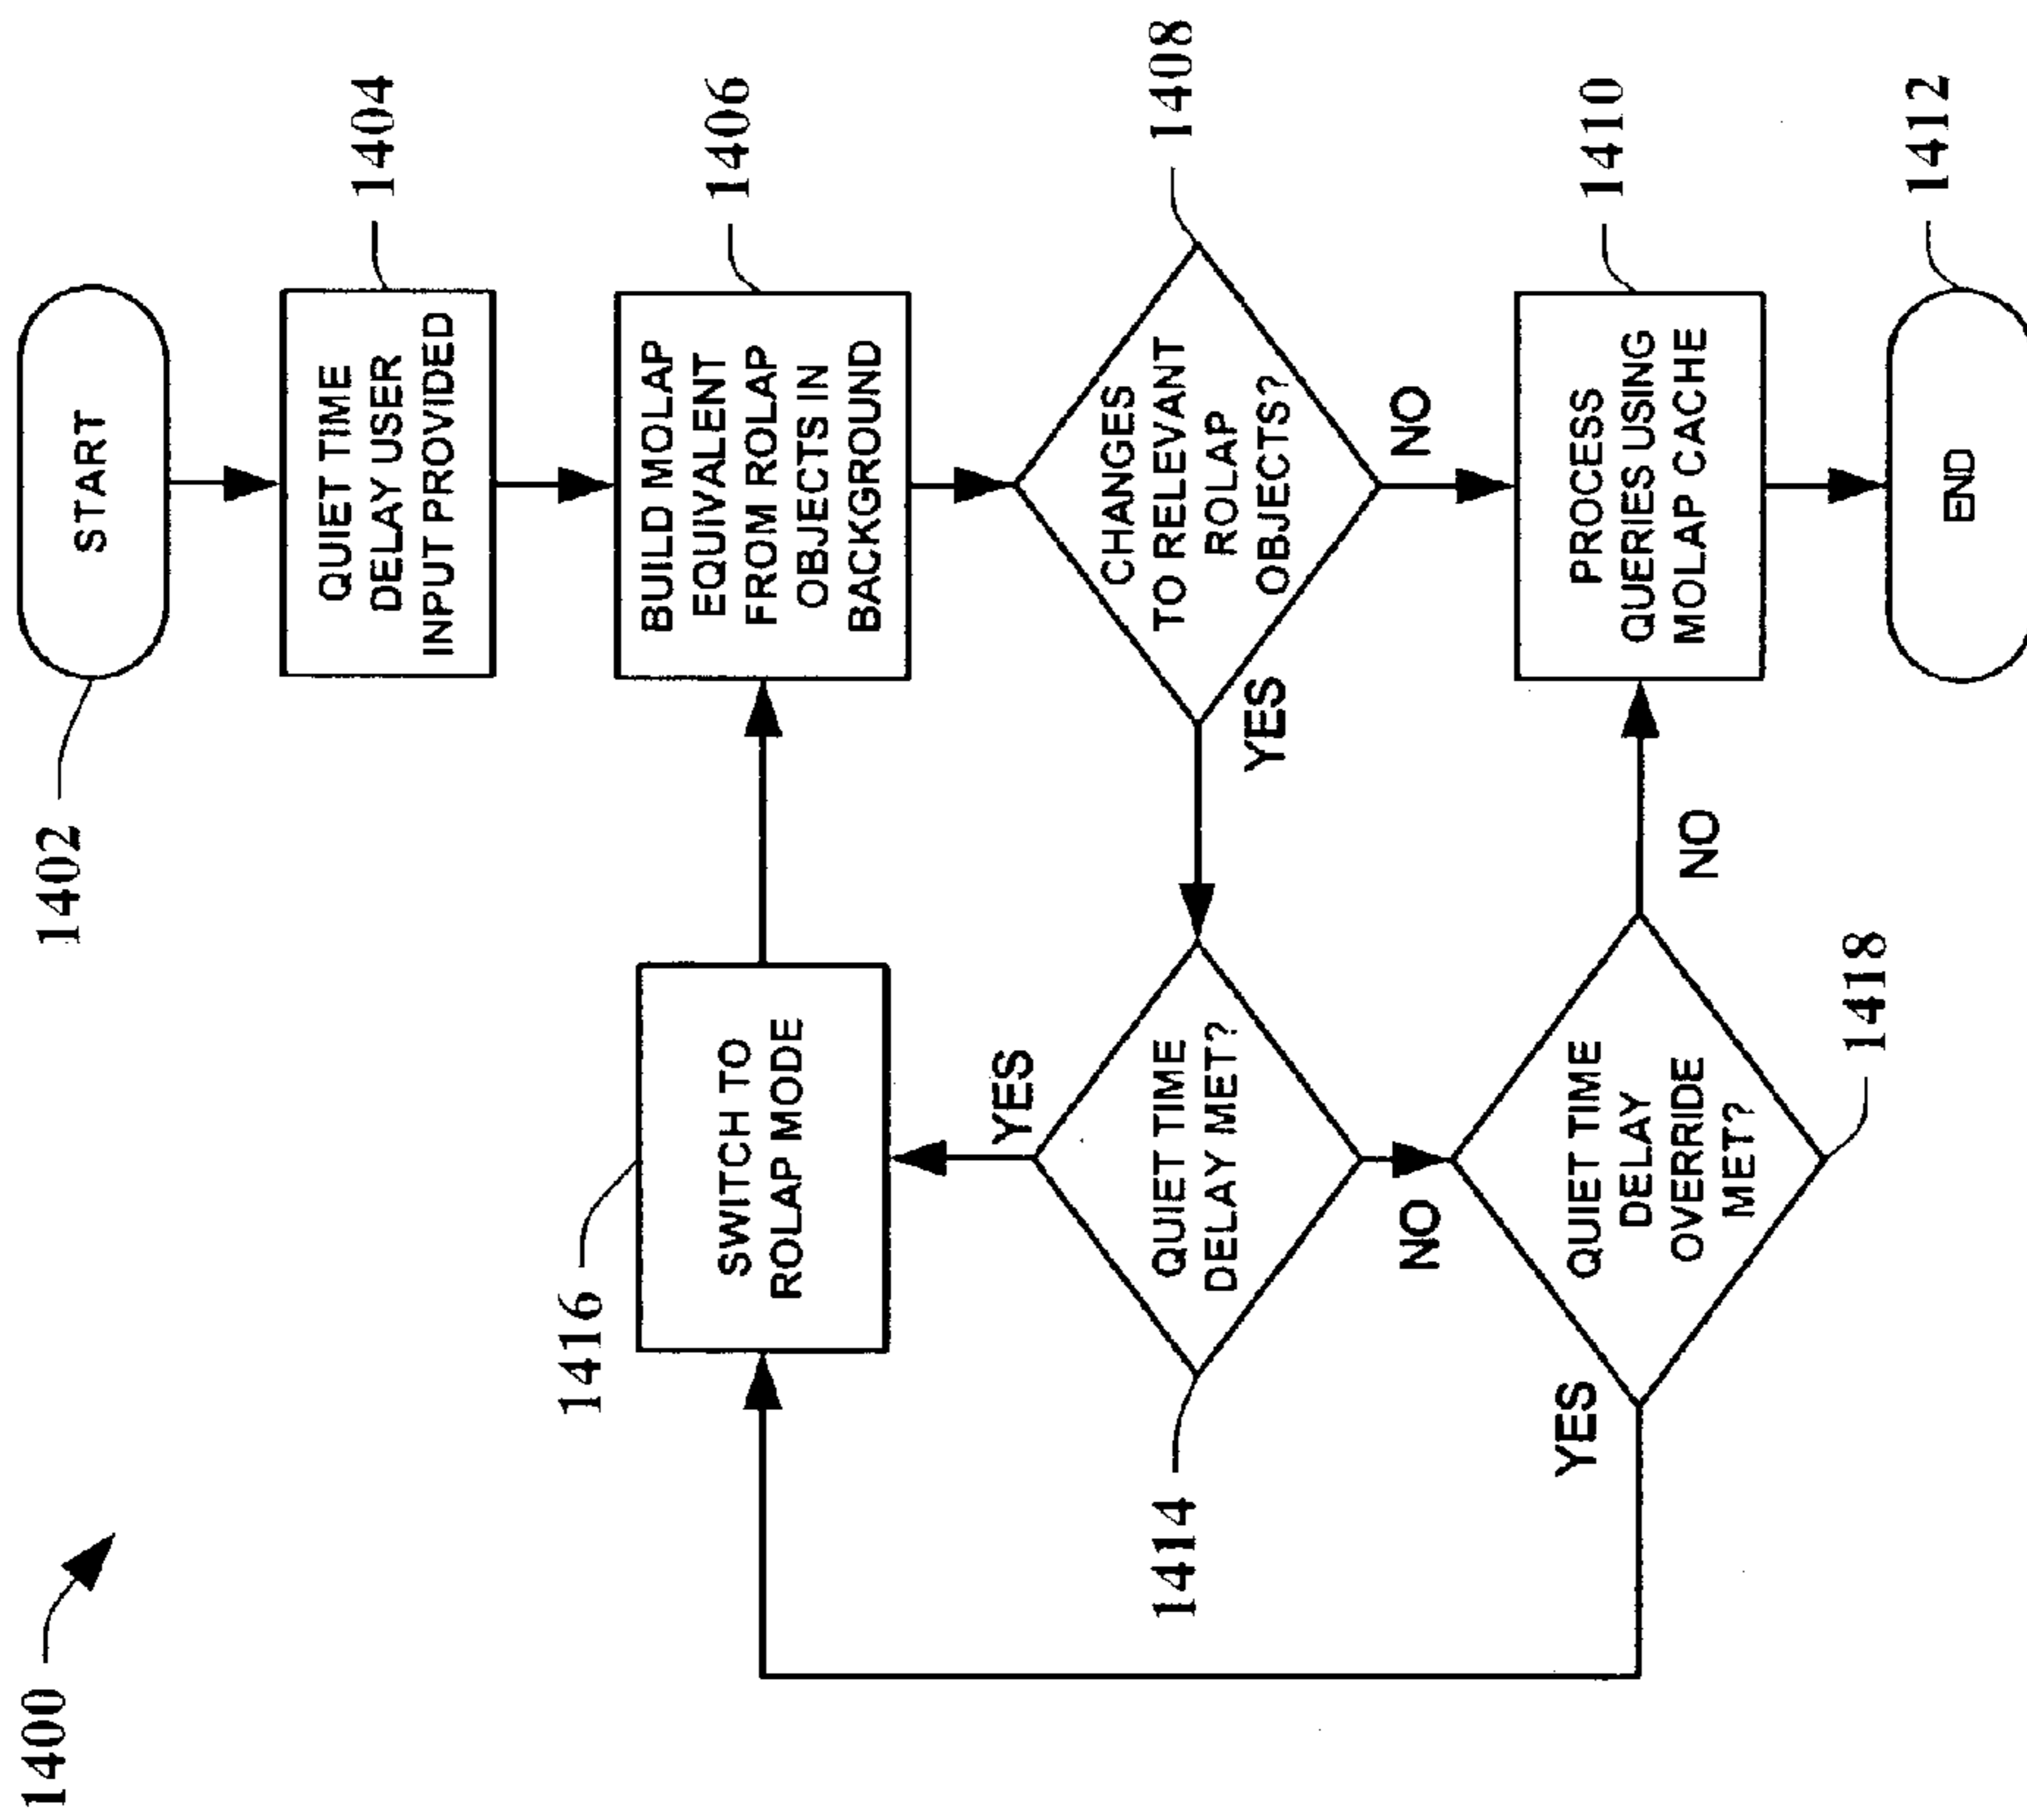 1400
1402
START
1404
QUIET TIME
DELAY USER
INPUT PROVIDED
1406
BUILD MOLAP
EQUIVALENT
FROM ROLAP
OBJECTS IN
BACKGROUND
1416
SWITCH TO
ROLAP MODE
1408
CHANGES
TO RELEVANT
ROLAP
OBJECTS?
YES
NO
1414
QUIET TIME
DELAY MET?
YES
NO
1418
QUIET TIME
DELAY
OVERRIDE
MET?
YES
NO
1410
PROCESS
QUERIES USING
MOLAP CACHE
1412
END